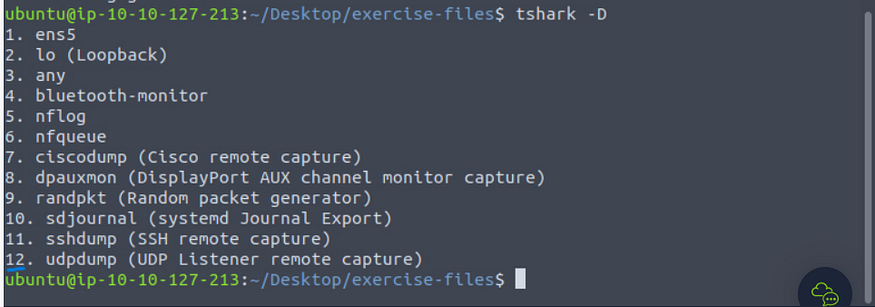 ubuntu@ip-10-10-127-213:~/Desktop/exercise-files$ tshark -D
1. ens5
2. lo (Loopback)
3. any
4. bluetooth-monitor
5. nflog
6. nfqueue
7. ciscodump (Cisco remote capture)
8. dpauxmon (DisplayPort AUX channel monitor capture)
9. randpkt (Random packet generator)
10. sdjournal (systemd Journal Export)
11. sshdump (SSH remote capture)
12. udpdump (UDP Listener remote capture)
ubuntu@ip-10-10-127-213:~/Desktop/exercise-files$